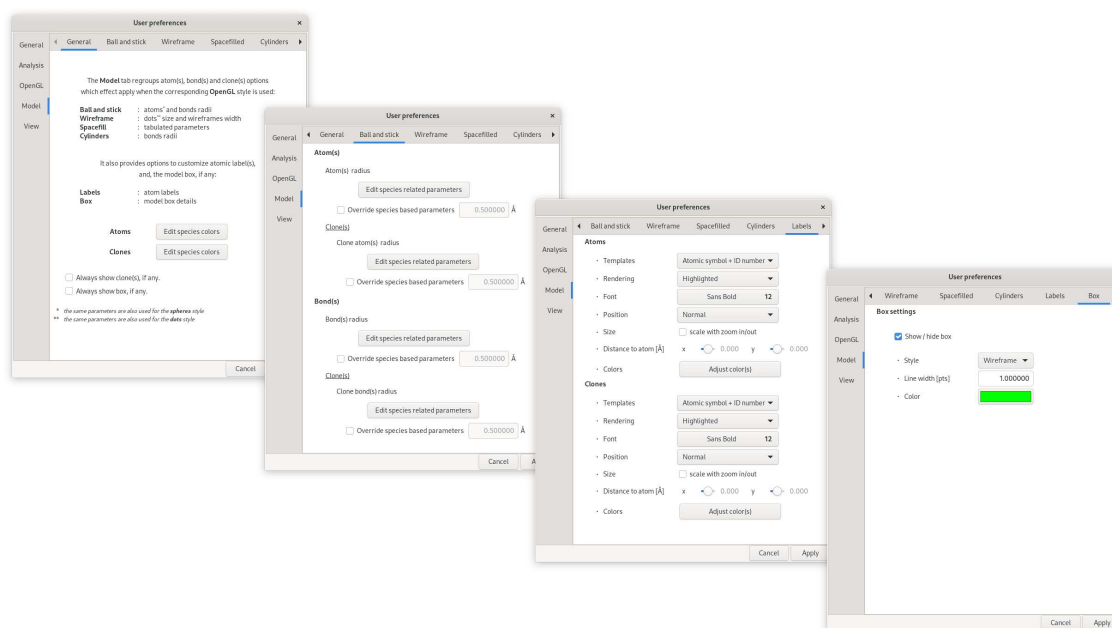 User preferences ×
General Analysis OpenGL Model View
General Ball and stick Wireframe Spacefilled Cylinders
The Model tab regroups atom(s), bond(s) and clone(s) options
which effect apply when the corresponding OpenGL style is used:
Ball and stick : atoms* and bonds radii
Wireframe : dots** size and wireframes width
Spacefill : tabulated parameters
Cylinders : bonds radii
It also provides options to customize atomic label(s),
and, the model box, if any:
Labels : atom labels
Box : model box details
Atoms Edit species colors
Clones Edit species colors
Always show clone(s), if any.
Always show box, if any.
* the same parameters are also used for the spheres style
** the same parameters are also used for the dots style
Cancel
User preferences ×
General Analysis OpenGL Model View
General Ball and stick Wireframe Spacefilled Cylinders
Atom(s)
Atom(s) radius
Edit species related parameters
Override species based parameters 0.500000 Å
Clone(s)
Clone atom(s) radius
Edit species related parameters
Override species based parameters 0.500000 Å
Bond(s)
Bond(s) radius
Edit species related parameters
Override species based parameters 0.500000 Å
Clone(s)
Clone bond(s) radius
Edit species related parameters
Override species based parameters 0.500000 Å
Cancel A
User preferences ×
General Analysis OpenGL Model View
Ball and stick Wireframe Spacefilled Cylinders Labels
Atoms
· Templates Atomic symbol + ID number
· Rendering Highlighted
· Font Sans Bold 12
· Position Normal
· Size scale with zoom in/out
· Distance to atom [Å] x 0.000 y 0.000
· Colors Adjust color(s)
Clones
· Templates Atomic symbol + ID number
· Rendering Highlighted
· Font Sans Bold 12
· Position Normal
· Size scale with zoom in/out
· Distance to atom [Å] x 0.000 y 0.000
· Colors Adjust color(s)
Cancel Apply
User preferences
General Analysis OpenGL Model View
Wireframe Spacefilled Cylinders Labels Box
Box settings
Show / hide box
· Style Wireframe
· Line width [pts] 1.000000
· Color
Cancel Apply